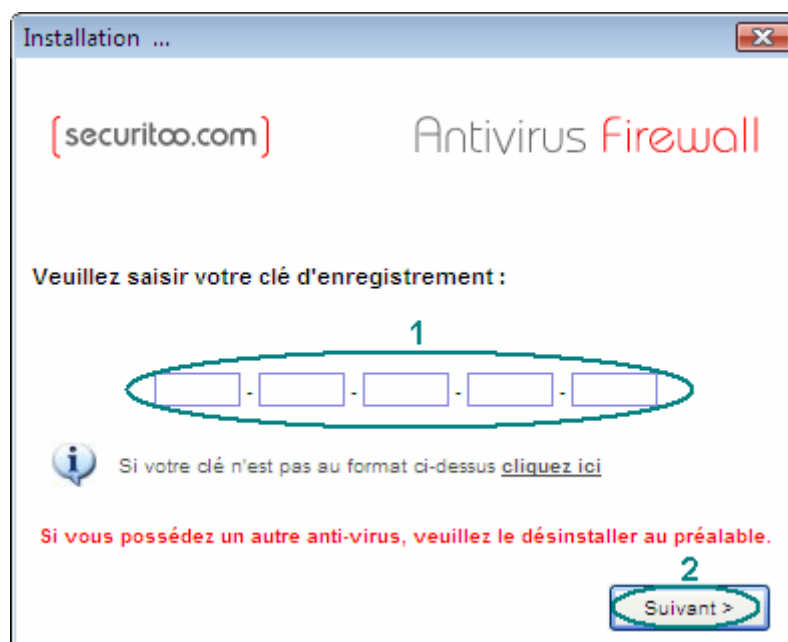 Installation ...
securitoo.com Antivirus Firewall
Veuillez saisir votre clé d'enregistrement :
1
- - - -
Si votre clé n'est pas au format ci-dessus cliquez ici
Si vous possédez un autre anti-virus, veuillez le désinstaller au préalable.
2
Suivant >